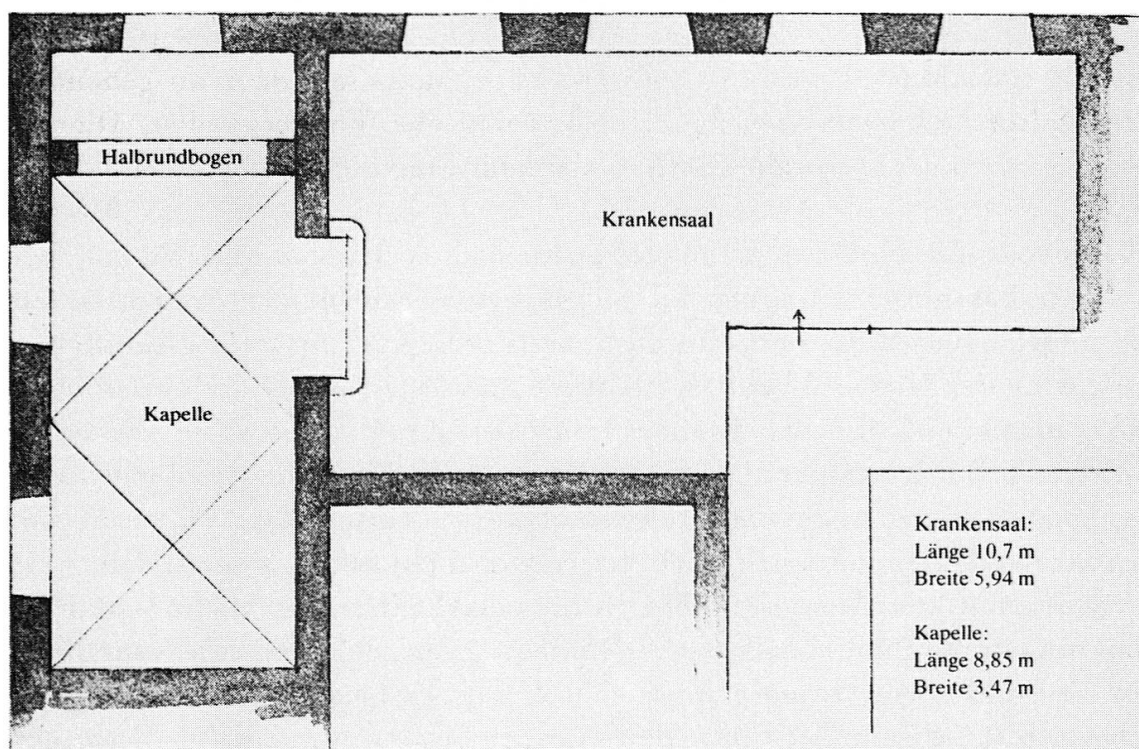 Halbrundbogen
Krankensaal
Kapelle
Krankensaal:
Länge 10,7 m
Breite 5,94 m
Kapelle:
Länge 8,85 m
Breite 3,47 m